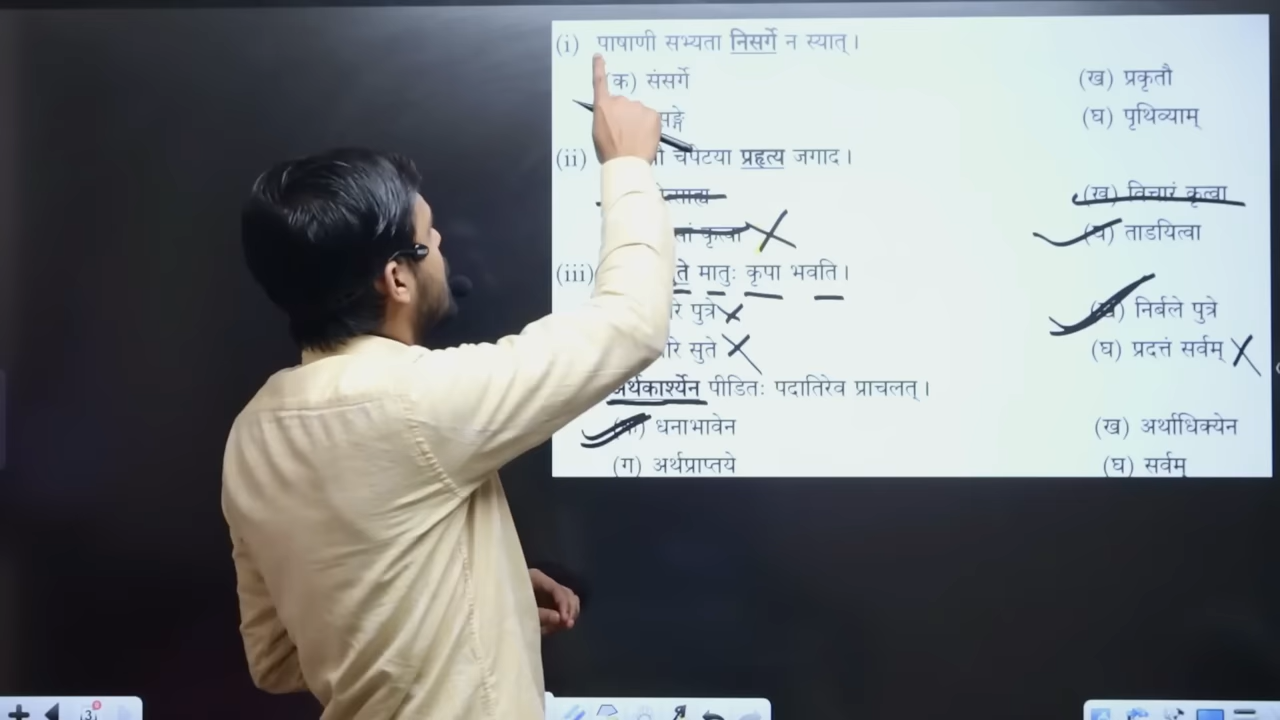 (i) पाषाणी सभ्यता निसर्गे न स्यात्।
(क) संसर्गे (ख) प्रकृतौ
सङ्गे (घ) पृथिव्याम्
(ii) चपेटया प्रहृत्य जगाद।
(ख) विचारं कृत्वा
कृत्वा (घ) ताडयित्वा
(iii) मातुः कृपा भवति।
पुत्रे (ख) निर्बले पुत्रे
सुते (घ) प्रदत्तं सर्वम्
अर्थकार्श्येन पीडितः पदातिरेव प्राचलत्।
(क) धनाभावेन (ख) अर्थाधिक्येन
(ग) अर्थप्राप्तये (घ) सर्वम्